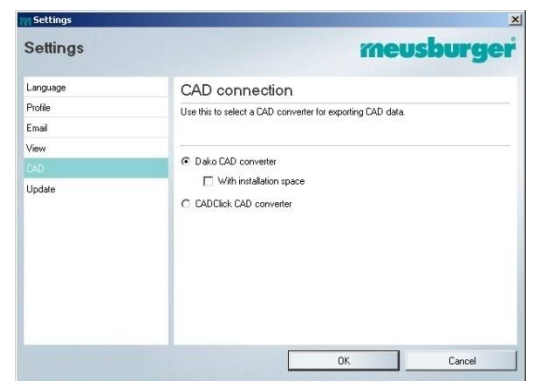 m Settings
Settings
meusburger
Language
Profile
Email
View
CAD
Update
CAD connection
Use this to select a CAD converter for exporting CAD data.
Dako CAD converter
With installation space
CADClick CAD converter
OK
Cancel